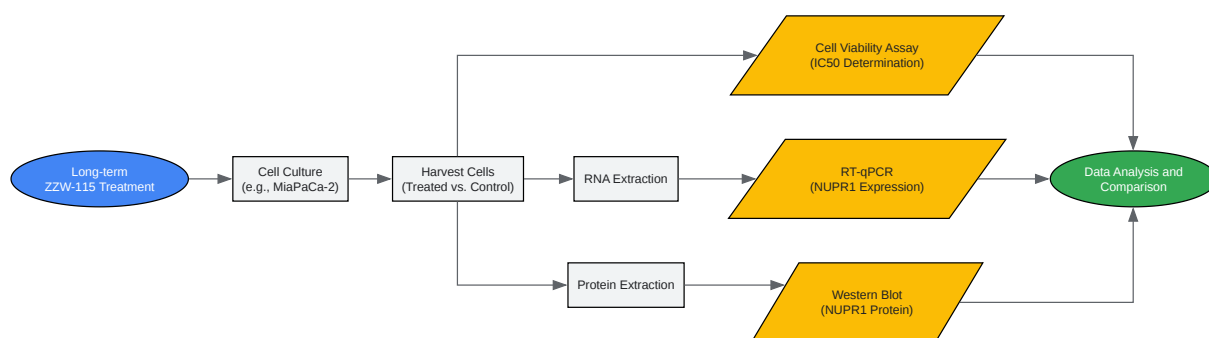 Long-term
ZZW-115 Treatment
Cell Culture
(e.g., MiaPaCa-2)
Harvest Cells
(Treated vs. Control)
Cell Viability Assay
(IC50 Determination)
RNA Extraction
RT-qPCR
(NUPR1 Expression)
Protein Extraction
Western Blot
(NUPR1 Protein)
Data Analysis and
Comparison